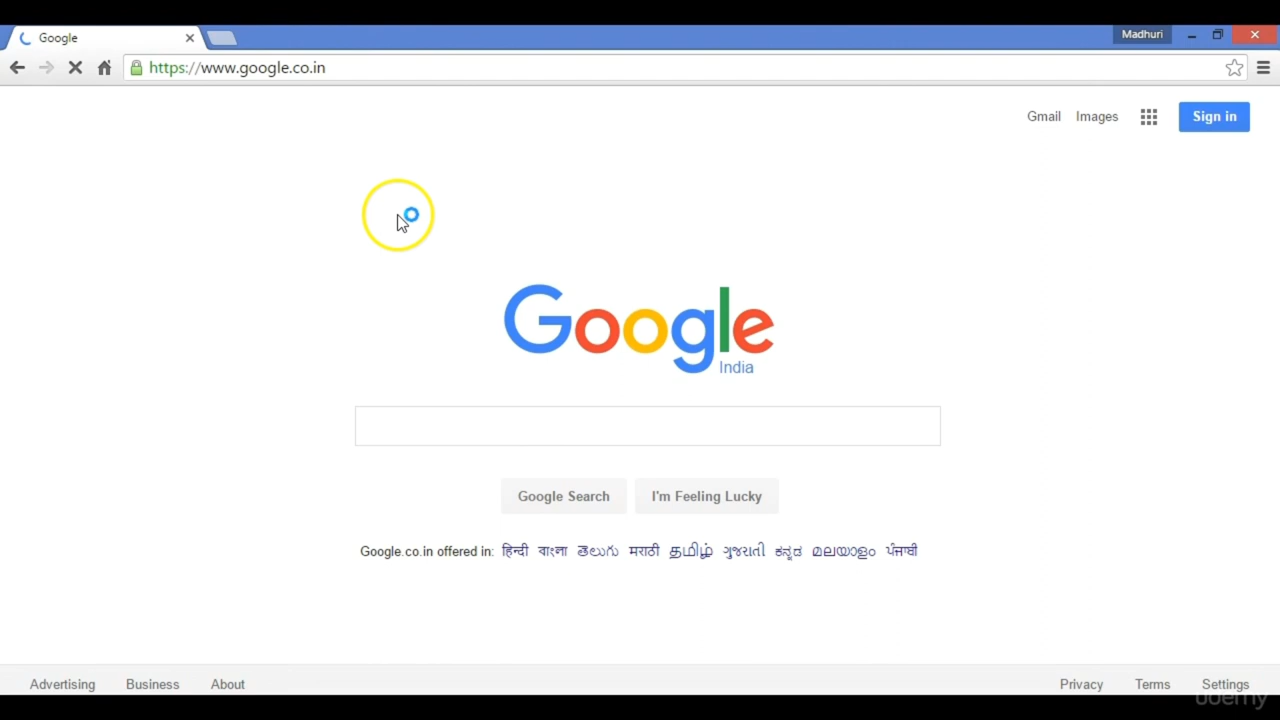 Google
Madhuri
https://www.google.co.in
Gmail Images Sign in
Google
India
Google Search I'm Feeling Lucky
Google.co.in offered in: हिन्दी বাংলা తెలుగు मराठी தமிழ் ગુજરાતી ಕನ್ನಡ മലയാളം ਪੰਜਾਬੀ
Advertising Business About Privacy Terms Settings
udemy